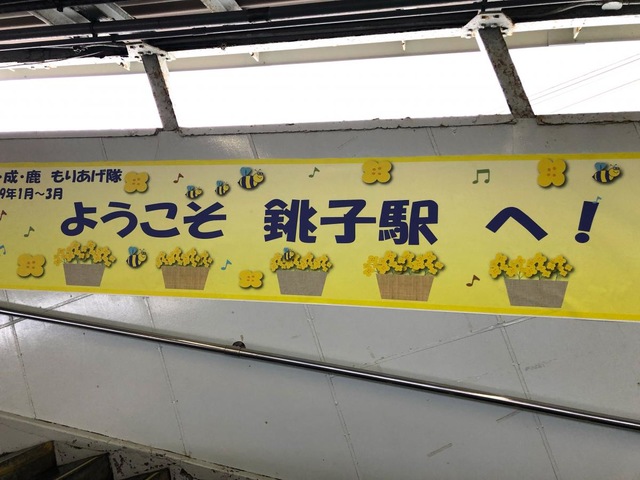 ・成・鹿 もりあげ隊
9年1月～3月
ようこそ 銚子駅 へ！